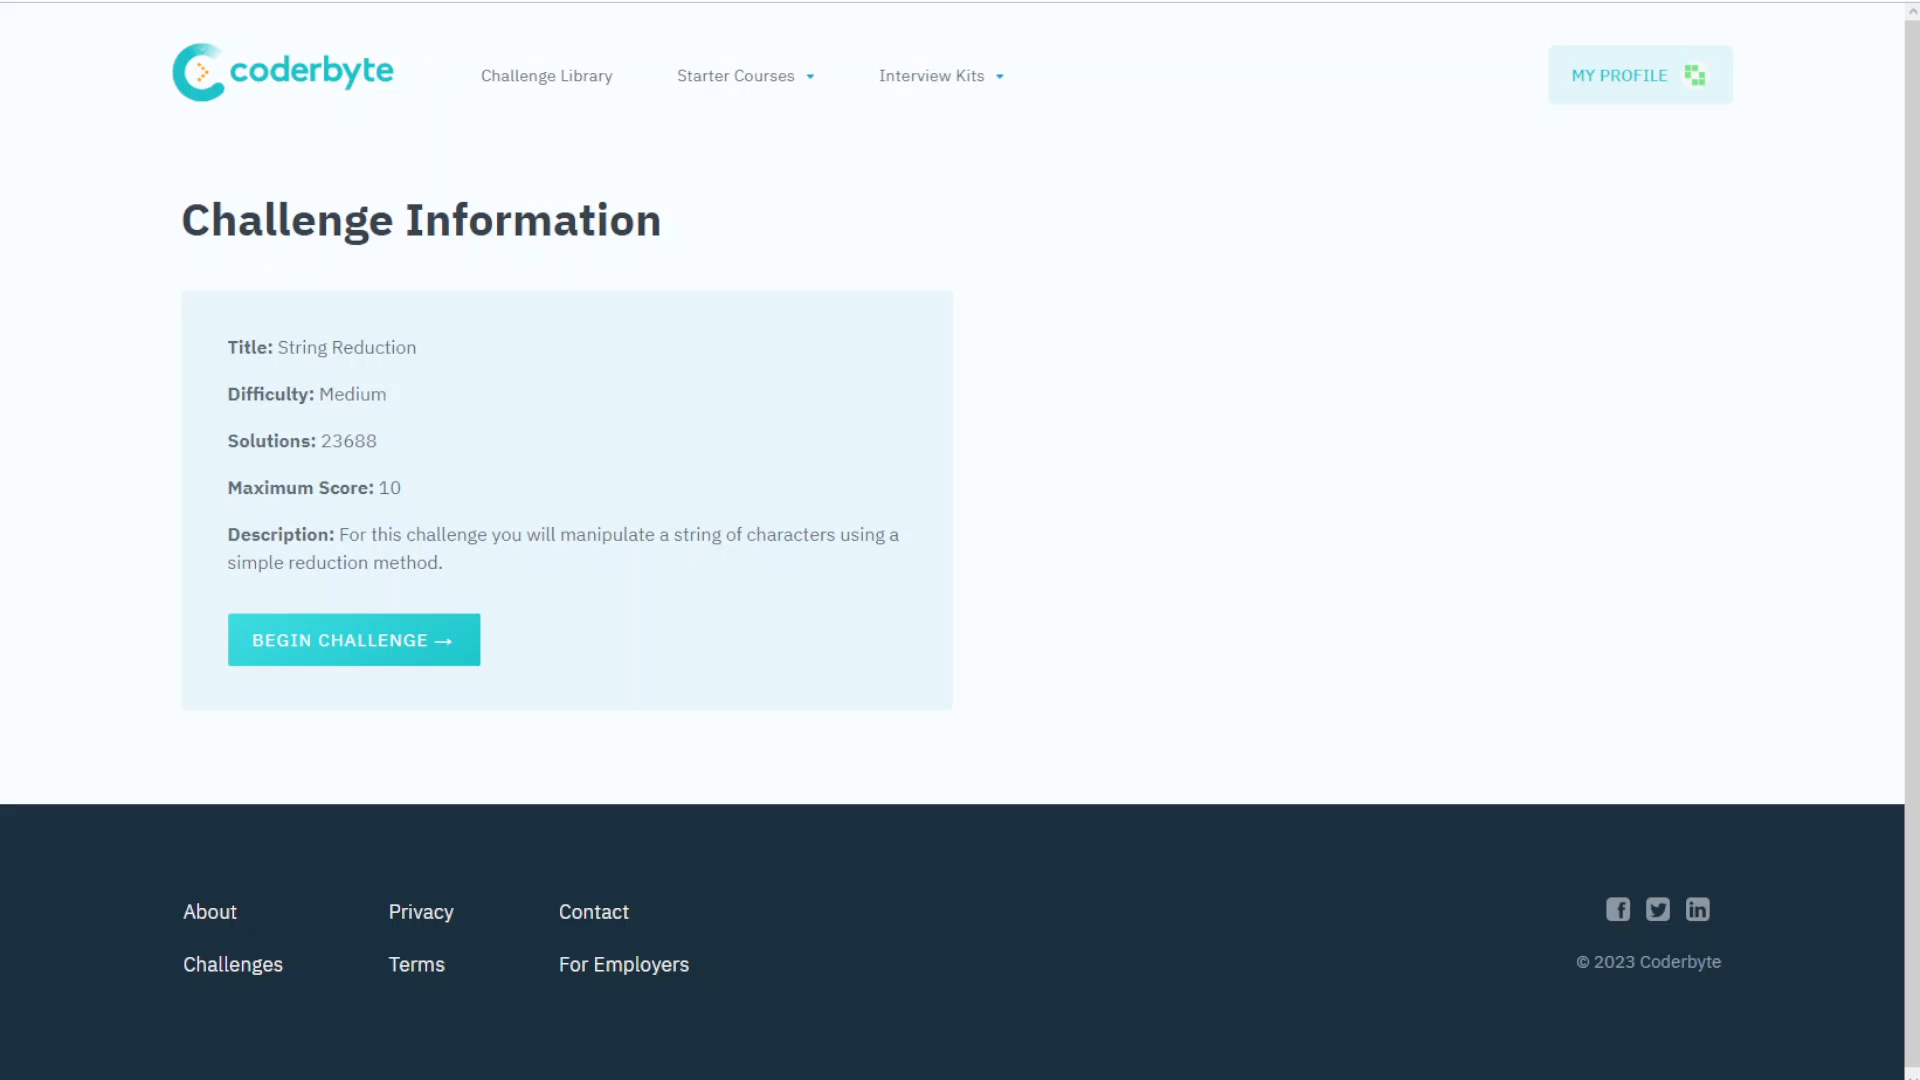 coderbyte
Challenge Library
Starter Courses
Interview Kits
MY PROFILE
Challenge Information
Title: String Reduction
Difficulty: Medium
Solutions: 23688
Maximum Score: 10
Description: For this challenge you will manipulate a string of characters using a
simple reduction method.
BEGIN CHALLENGE →
About
Privacy
Contact
Challenges
Terms
For Employers
© 2023 Coderbyte